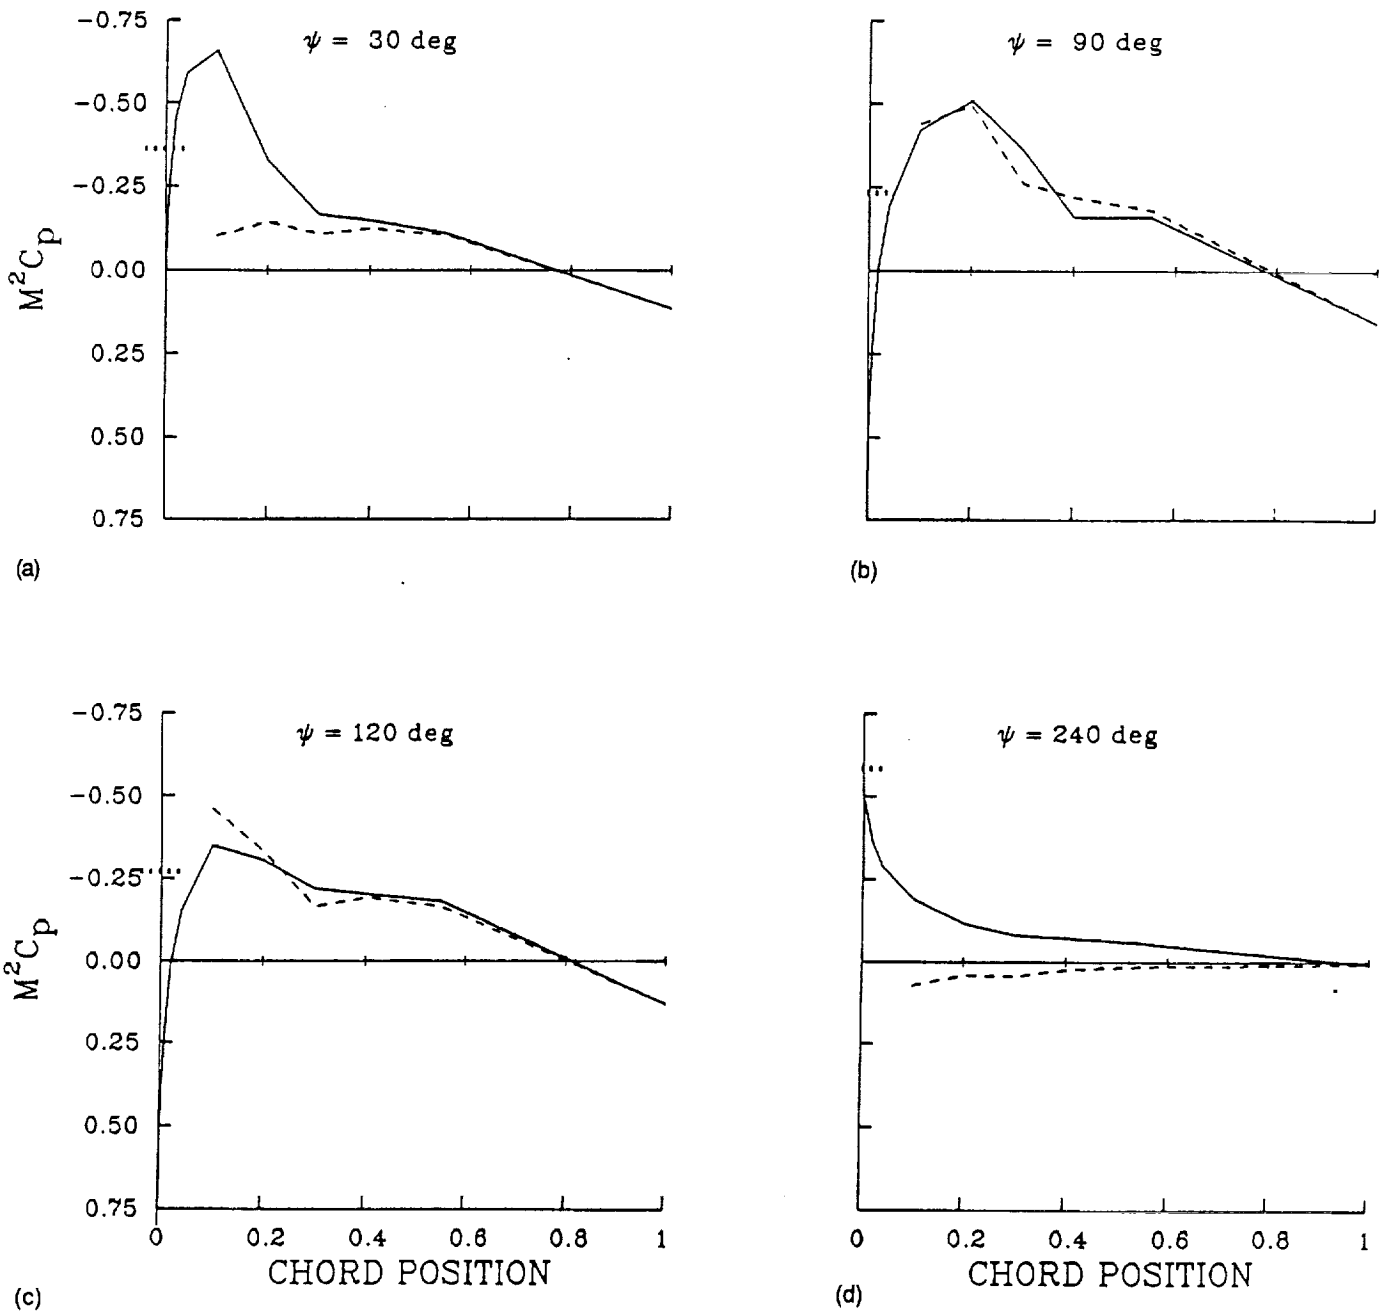 ψ = 30 deg
-0.75
-0.50
-0.25
0.00
0.25
0.50
0.75
M²Cp
(a)
ψ = 90 deg
(b)
ψ = 120 deg
-0.75
-0.50
-0.25
0.00
0.25
0.50
0.75
M²Cp
0 0.2 0.4 0.6 0.8 1
CHORD POSITION
(c)
ψ = 240 deg
0 0.2 0.4 0.6 0.8 1
CHORD POSITION
(d)